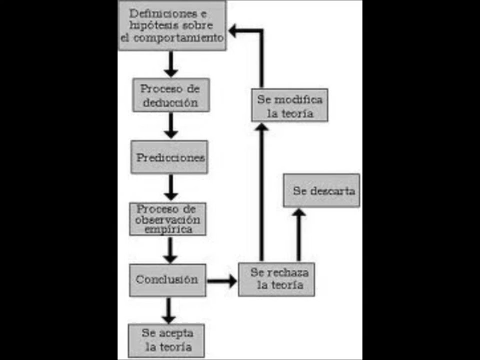 Definiciones e
hipótesis sobre
el comportamiento
Proceso de
deducción
Se modifica
la teoría
Predicciones
Se descarta
Proceso de
observación
empírica
Conclusión
Se rechaza
la teoría
Se acepta
la teoría